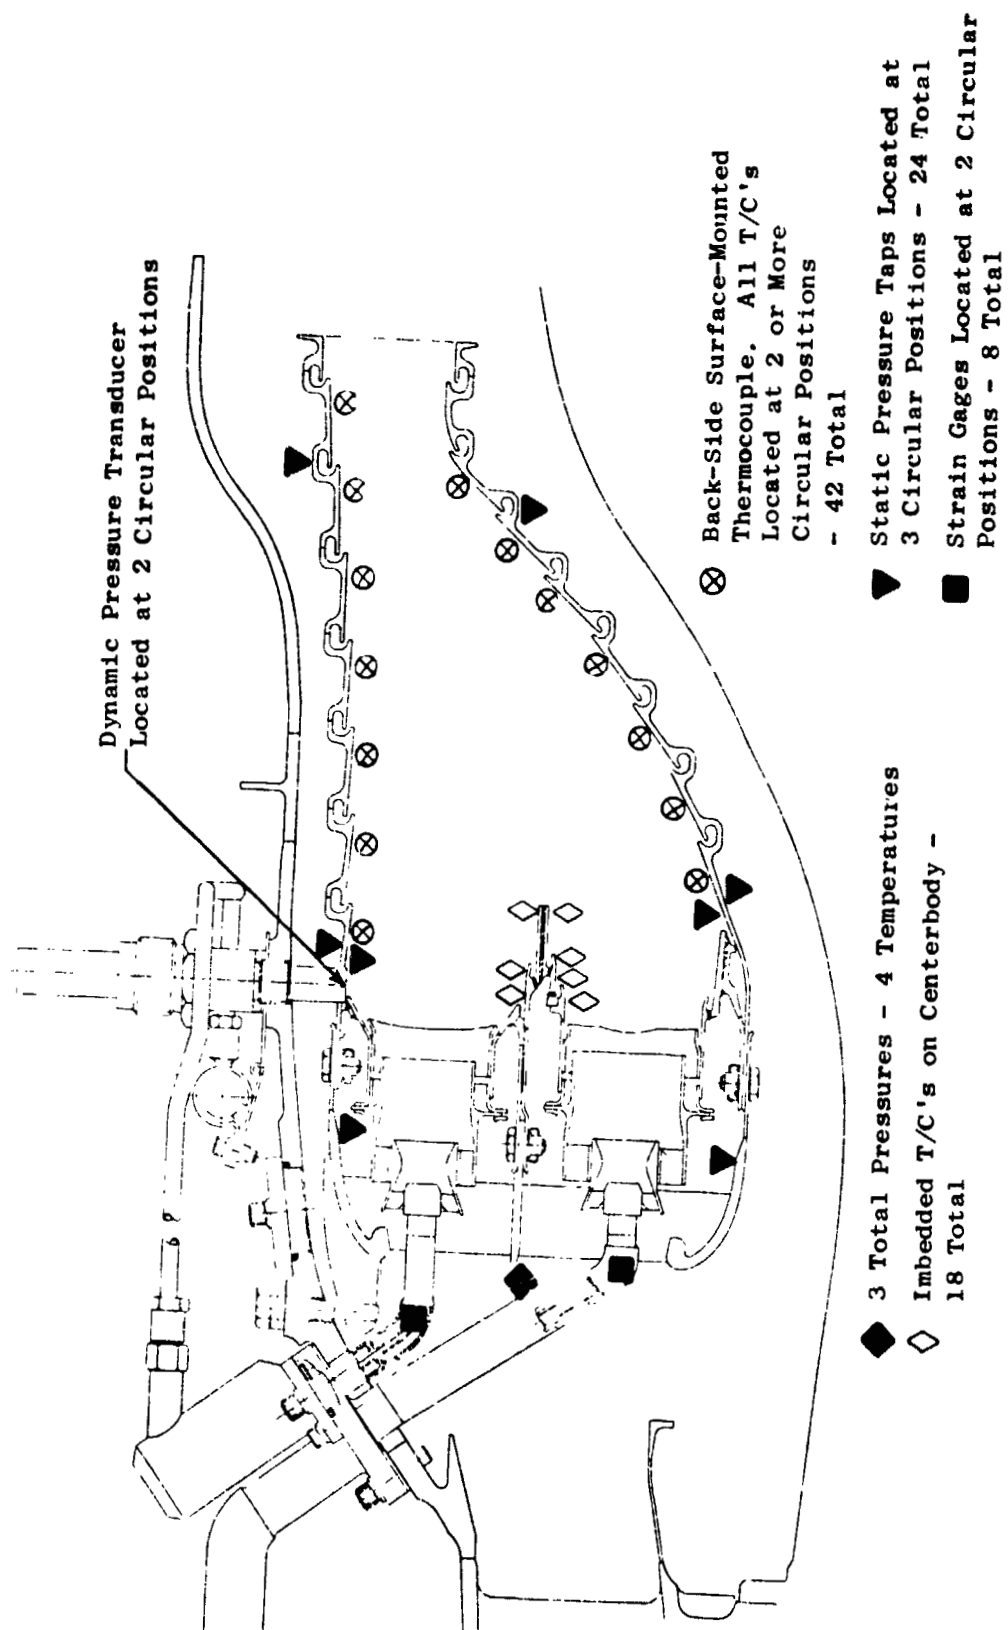 Dynamic Pressure Transducer
Located at 2 Circular Positions
3 Total Pressures - 4 Temperatures
Imbedded T/C's on Centerbody -
18 Total
Back-Side Surface-Mounted
Thermocouple. All T/C's
Located at 2 or More
Circular Positions
- 42 Total
Static Pressure Taps Located at
3 Circular Positions - 24 Total
Strain Gages Located at 2 Circular
Positions - 8 Total